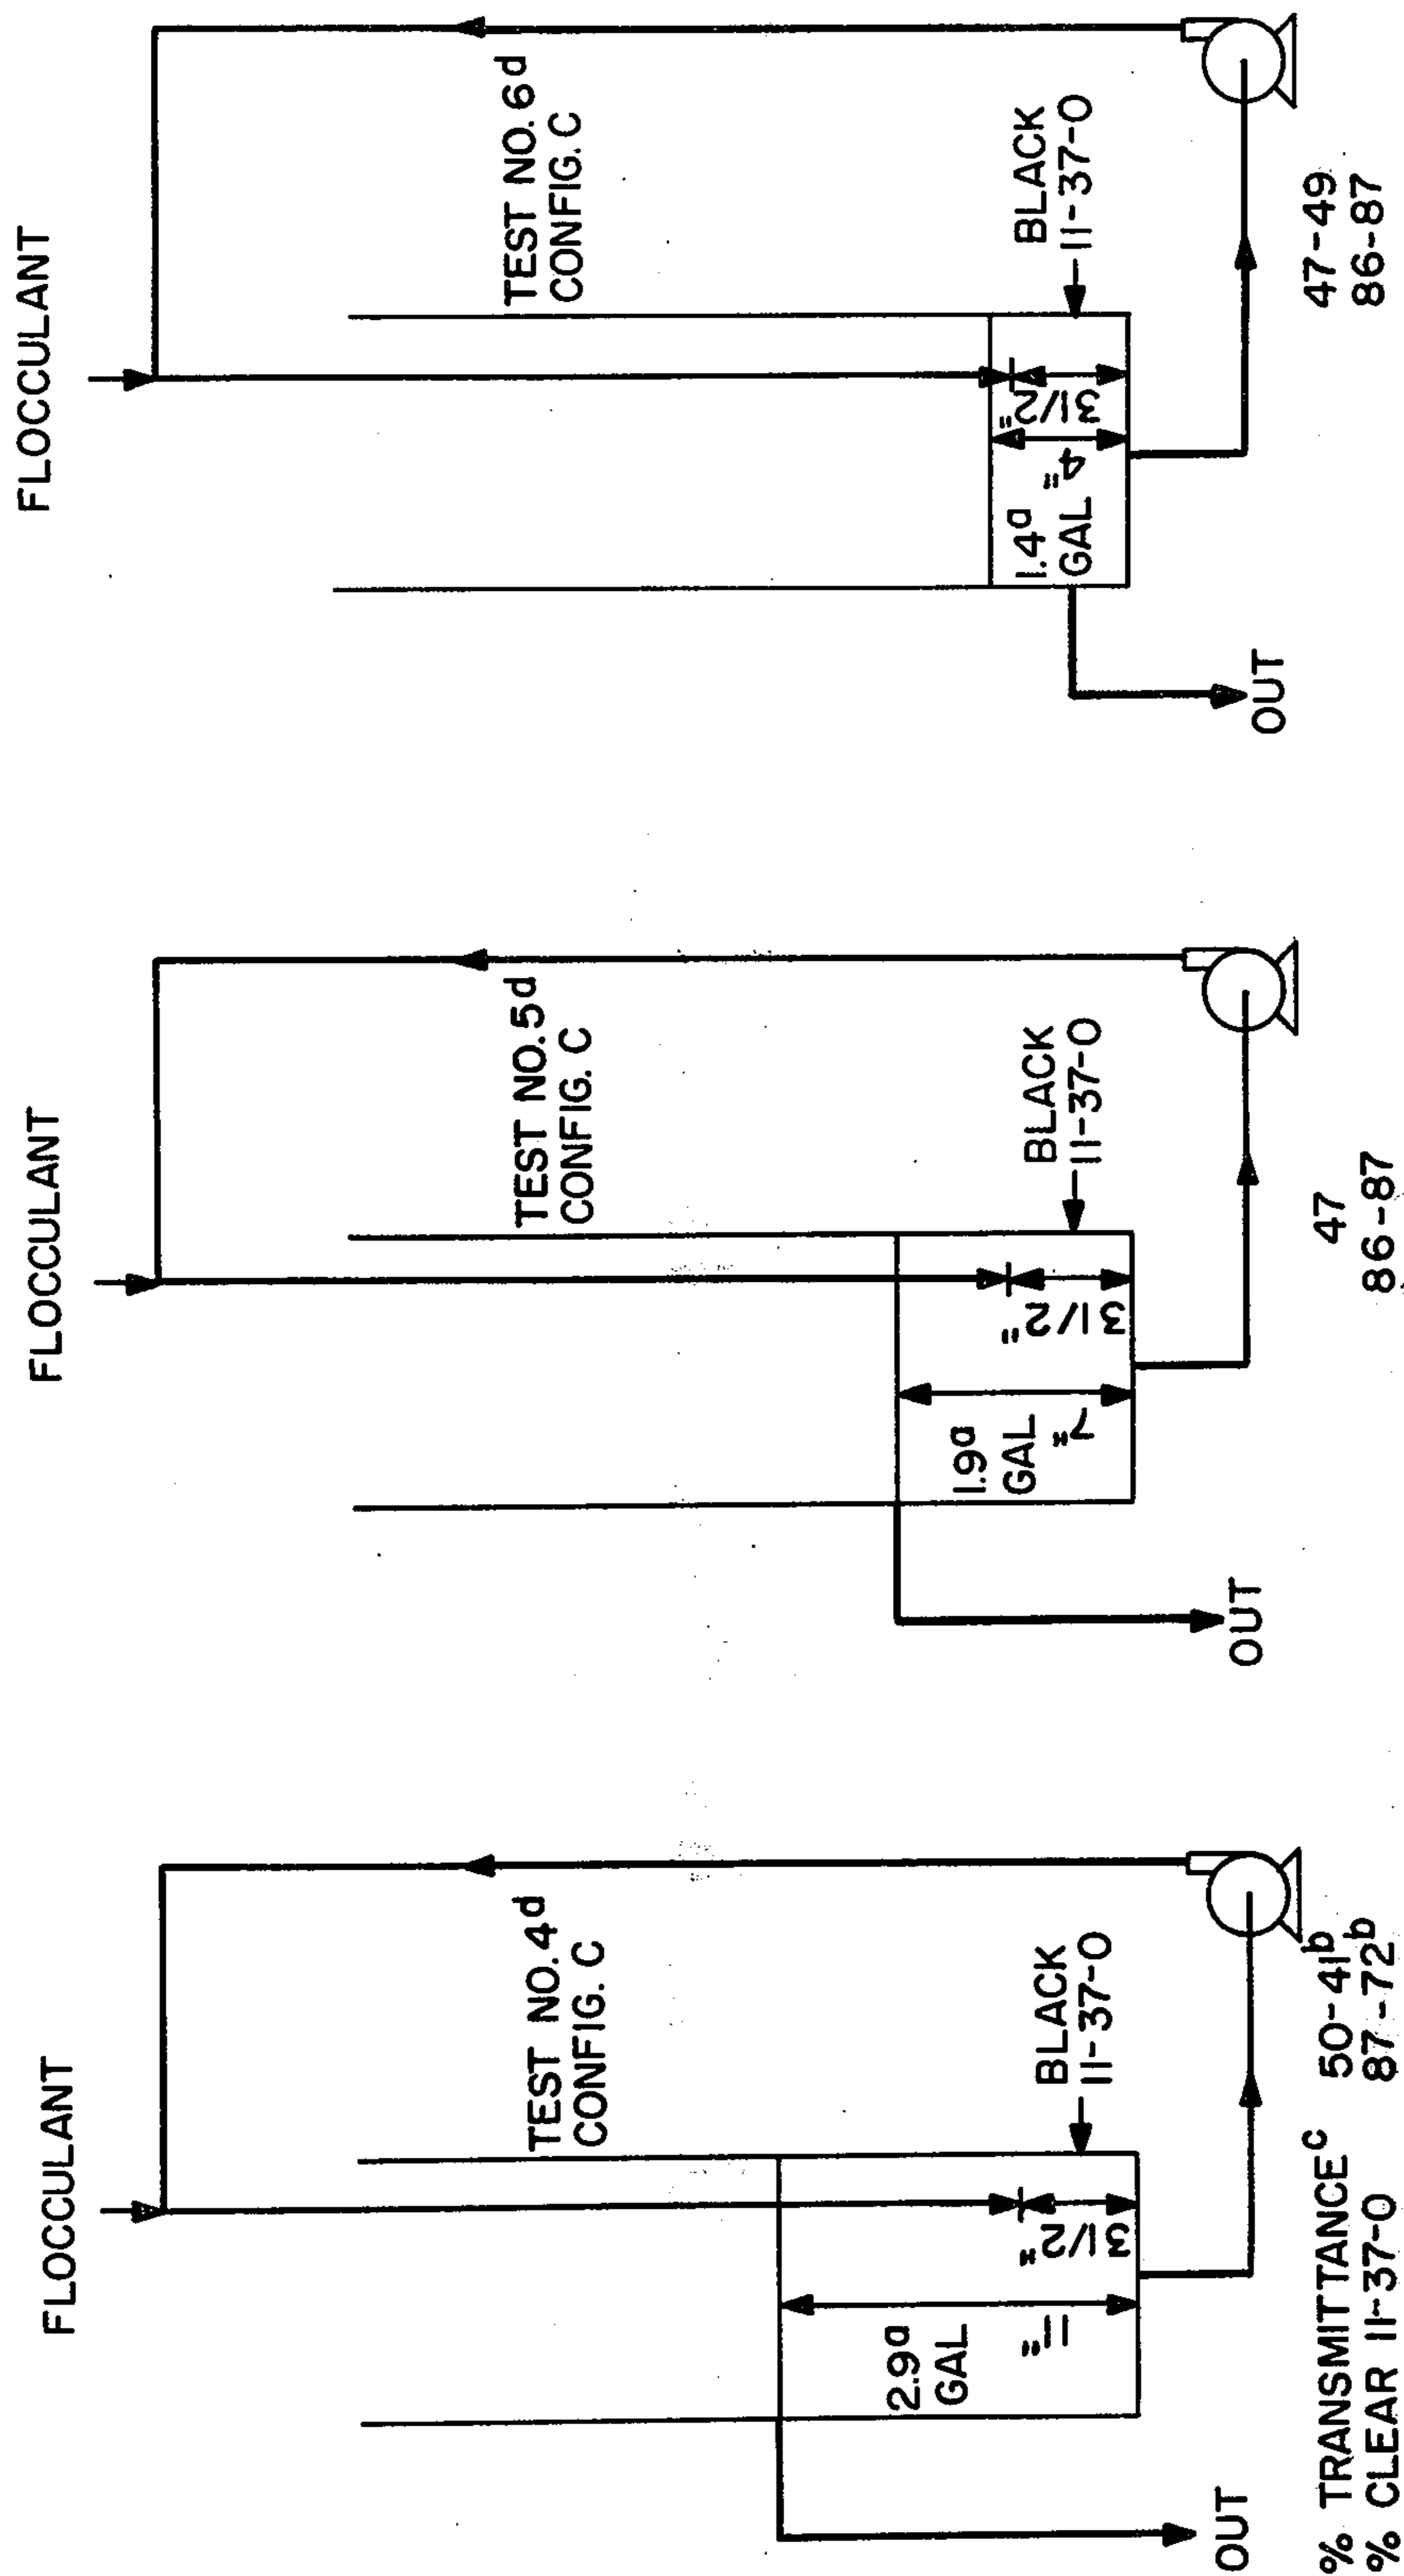 FLOCCULANT
TEST NO. 4d
CONFIG. C
BLACK
11-37-0
2.9a
GAL
11"
3 1/2"
OUT
% TRANSMITTANCEc 50-41b
% CLEAR 11-37-0 87-72b
FLOCCULANT
TEST NO. 5d
CONFIG. C
BLACK
11-37-0
1.9a
GAL
7"
3 1/2"
OUT
47
86-87
FLOCCULANT
TEST NO. 6d
CONFIG. C
BLACK
11-37-0
1.4a
GAL
4"
3 1/2"
OUT
47-49
86-87